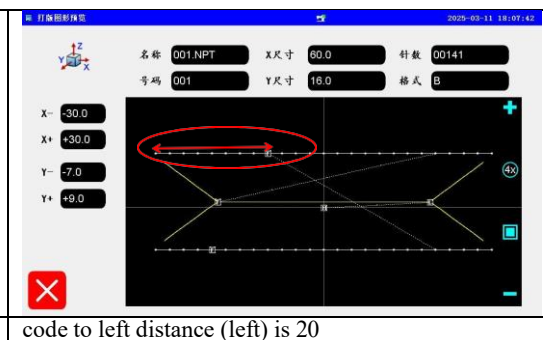 打版图形预览 2025-03-11 18:07:42
Z
Y X
名称 001.NPT X尺寸 60.0 针数 00141
号码 001 Y尺寸 16.0 格式 B
X- -30.0
X+ +30.0
Y- -7.0
Y+ +9.0
4X
code to left distance (left) is 20